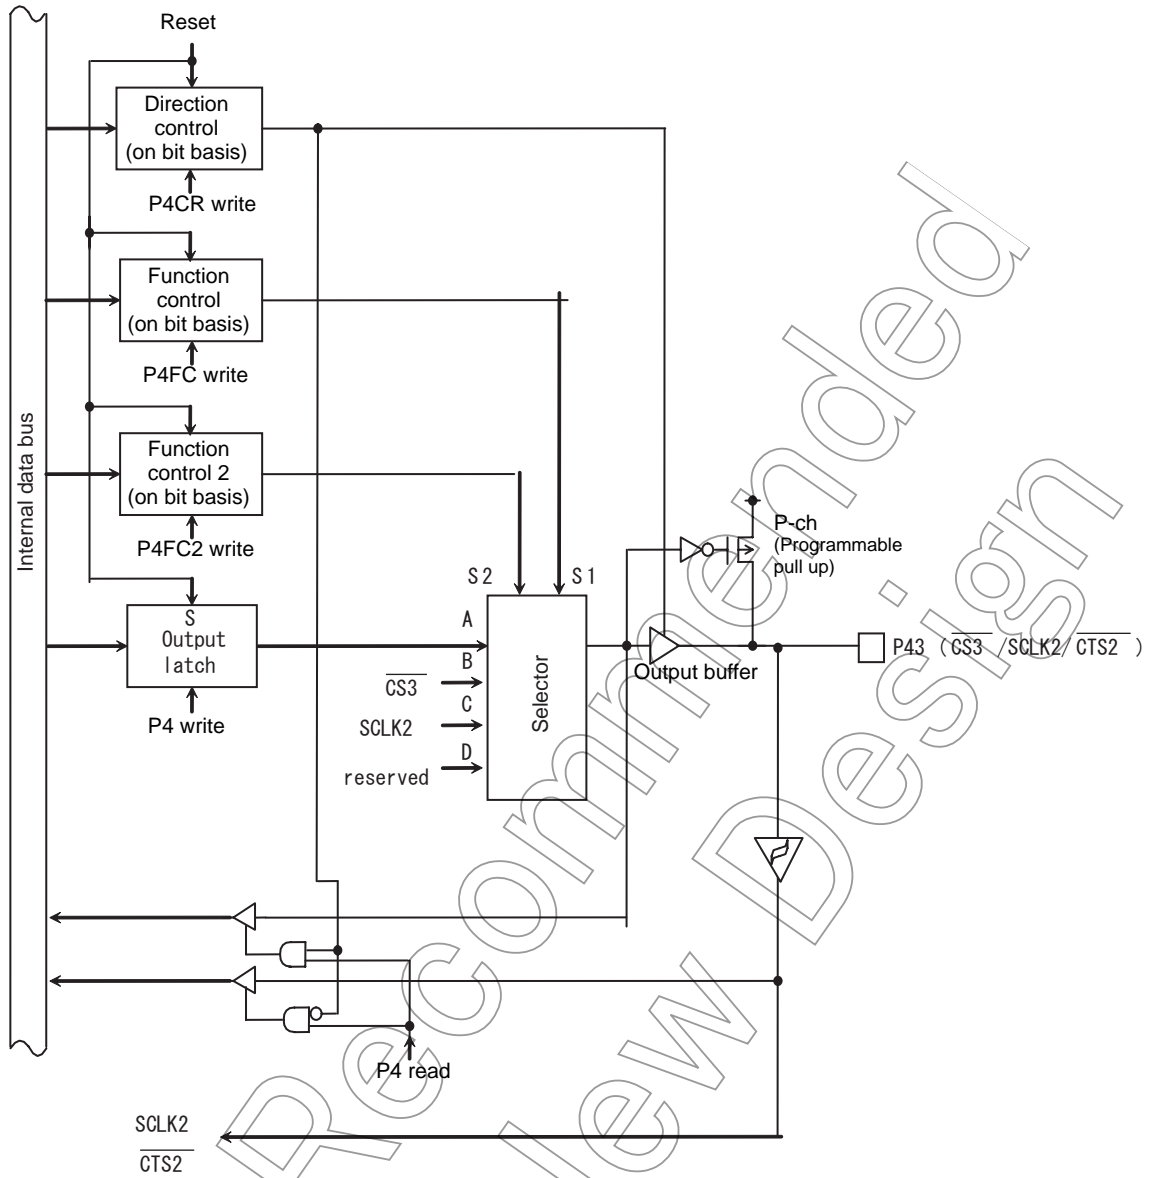 Reset
Direction
control
(on bit basis)
P4CR write
Function
control
(on bit basis)
P4FC write
Internal data bus
Function
control 2
(on bit basis)
P4FC2 write
P-ch
(Programmable
pull up)
S2
S1
S
Output
latch
P4 write
A
B
CS3
C
SCLK2
D
reserved
Selector
Output buffer
P43 (CS3/SCLK2/CTS2)
P4 read
SCLK2
CTS2
Recommended
New Design